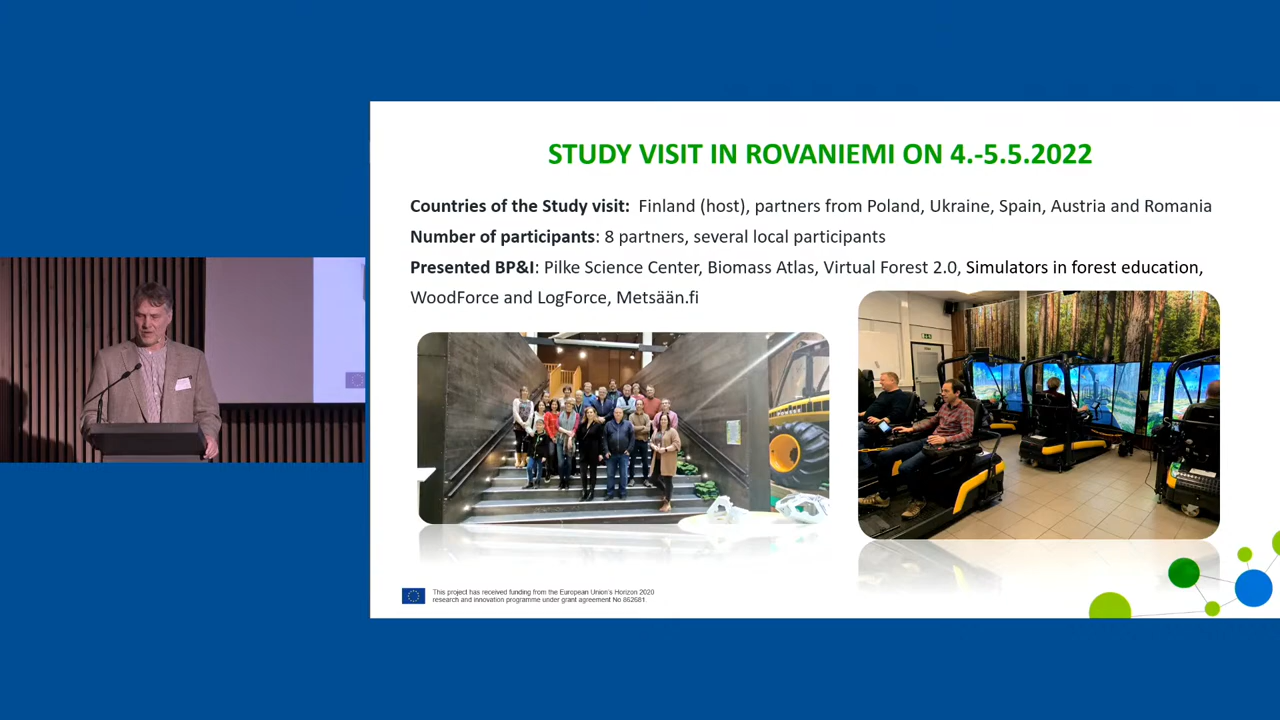 STUDY VISIT IN ROVANIEMI ON 4.-5.5.2022
Countries of the Study visit: Finland (host), partners from Poland, Ukraine, Spain, Austria and Romania
Number of participants: 8 partners, several local participants
Presented BP&I: Pilke Science Center, Biomass Atlas, Virtual Forest 2.0, Simulators in forest education,
WoodForce and LogForce, Metsään.fi
This project has received funding from the European Union's Horizon 2020
research and innovation programme under grant agreement No 862681.